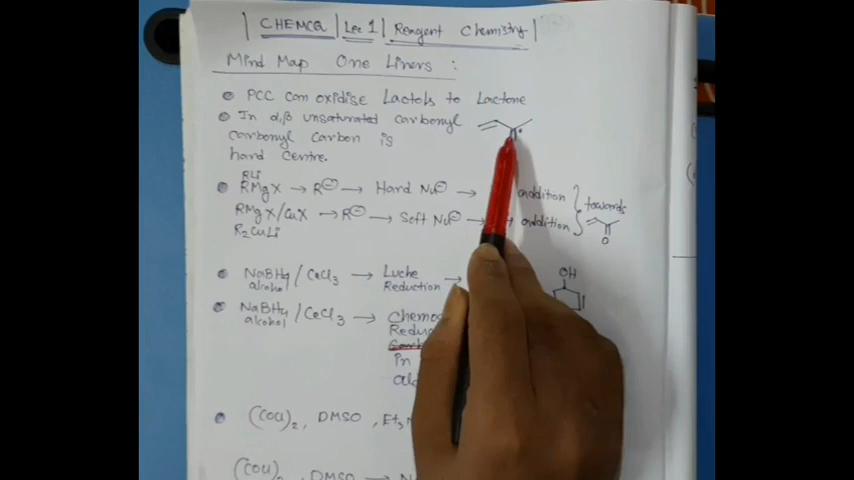 CHEMCA | Lec 1 | Reagent Chemistry |
Mind Map One Liners :
PCC can oxidise Lactols to Lactone
In α,β unsaturated carbonyl
carbonyl carbon is
hard centre.
RLi
RMgX → R⊖ → Hard Nu⊖ → addition
towards
RMgX/CuX → R⊖ → Soft Nu⊖ → addition
R₂CuLi
O
NaBH4 / CeCl3 → Luche
alcohol Reduction →
OH
NaBH4 / CeCl3 →
alcohol
in
(COCl)2, DMSO, Et3
(COCl)2, DMSO →